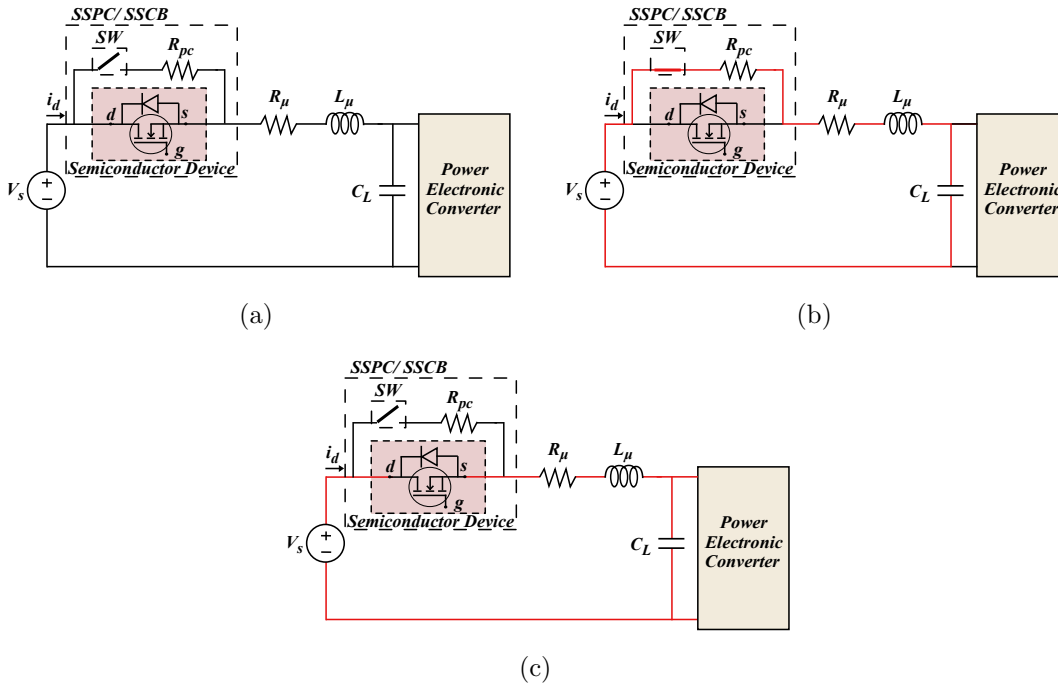 SSPC/ SSCB
SW
R_pc
i_d
d
s
g
Semiconductor Device
R_μ
L_μ
V_s
+
−
C_L
Power
Electronic
Converter
(a)
SSPC/ SSCB
SW
R_pc
i_d
d
s
g
Semiconductor Device
R_μ
L_μ
V_s
+
−
C_L
Power
Electronic
Converter
(b)
SSPC/ SSCB
SW
R_pc
i_d
d
s
g
Semiconductor Device
R_μ
L_μ
V_s
+
−
C_L
Power
Electronic
Converter
(c)